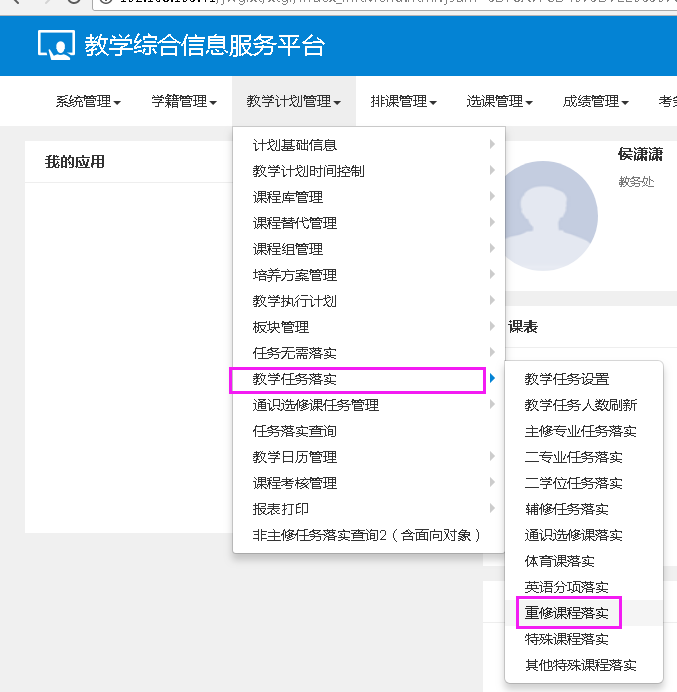 教学综合信息服务平台
系统管理 学籍管理 教学计划管理 排课管理 选课管理 成绩管理
我的应用
计划基础信息
教学计划时间控制
课程库管理
课程替代管理
课程组管理
培养方案管理
教学执行计划
板块管理
任务无需落实
教学任务落实
通识选修课任务管理
任务落实查询
教学日历管理
课程考核管理
报表打印
非主修任务落实查询2（含面向对象）
侯潇潇
教务处
课表
教学任务设置
教学任务人数刷新
主修专业任务落实
二专业任务落实
二学位任务落实
辅修任务落实
通识选修课落实
体育课落实
英语分项落实
重修课程落实
特殊课程落实
其他特殊课程落实